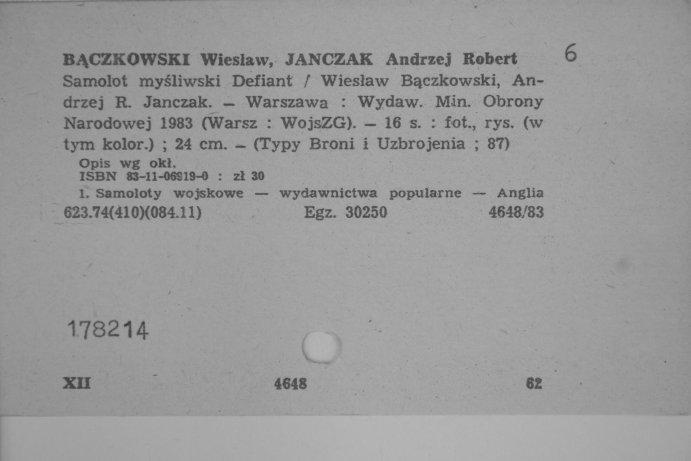 BĄCZKOWSKI Wiesław, JANCZAK Andrzej Robert 6
Samolot myśliwski Defiant / Wiesław Bączkowski, An-
drzej R. Janczak. — Warszawa : Wydaw. Min. Obrony
Narodowej 1983 (Warsz : WojsZG). — 16 s. : fot., rys. (w
tym kolor.) ; 24 cm. — (Typy Broni i Uzbrojenia ; 87)
Opis wg okł.
ISBN 83-11-06919-0 : zł 30
1. Samoloty wojskowe — wydawnictwa popularne — Anglia
623.74(410)(084.11) Egz. 30250 4648/83
178214
XII 4648 62